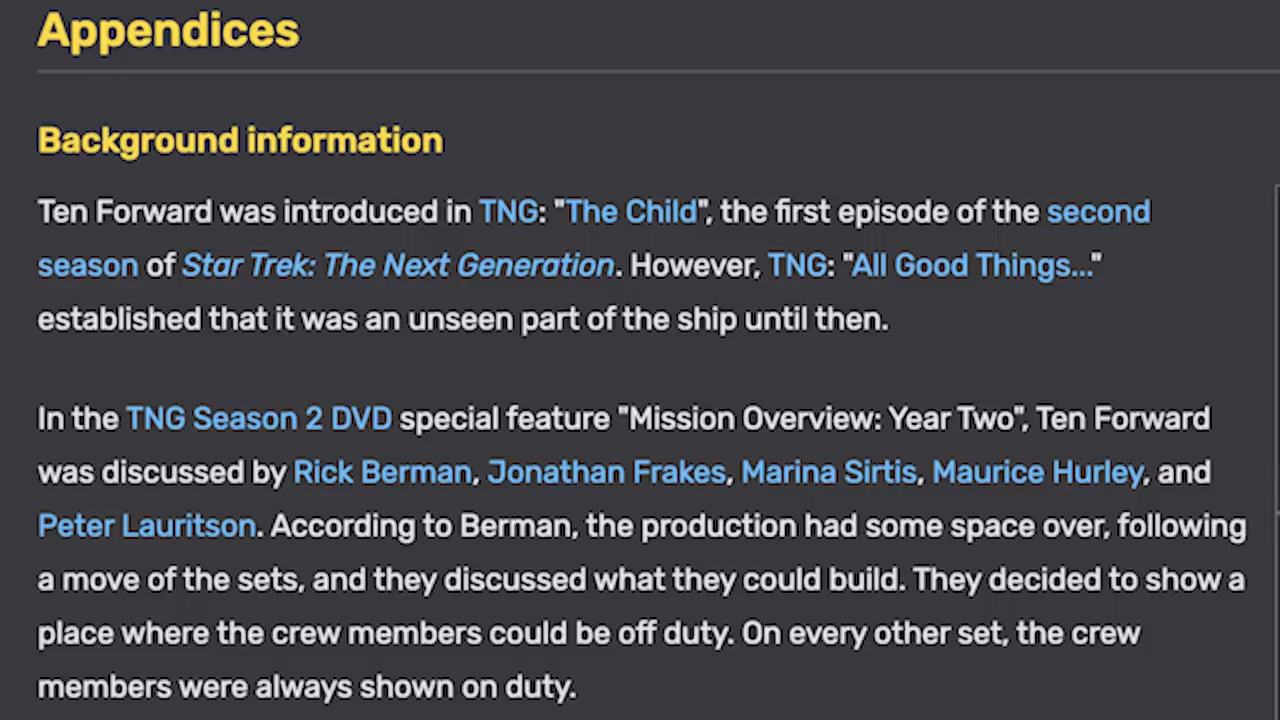 Appendices
Background information
Ten Forward was introduced in TNG: "The Child", the first episode of the second
season of Star Trek: The Next Generation. However, TNG: "All Good Things..."
established that it was an unseen part of the ship until then.
In the TNG Season 2 DVD special feature "Mission Overview: Year Two", Ten Forward
was discussed by Rick Berman, Jonathan Frakes, Marina Sirtis, Maurice Hurley, and
Peter Lauritson. According to Berman, the production had some space over, following
a move of the sets, and they discussed what they could build. They decided to show a
place where the crew members could be off duty. On every other set, the crew
members were always shown on duty.